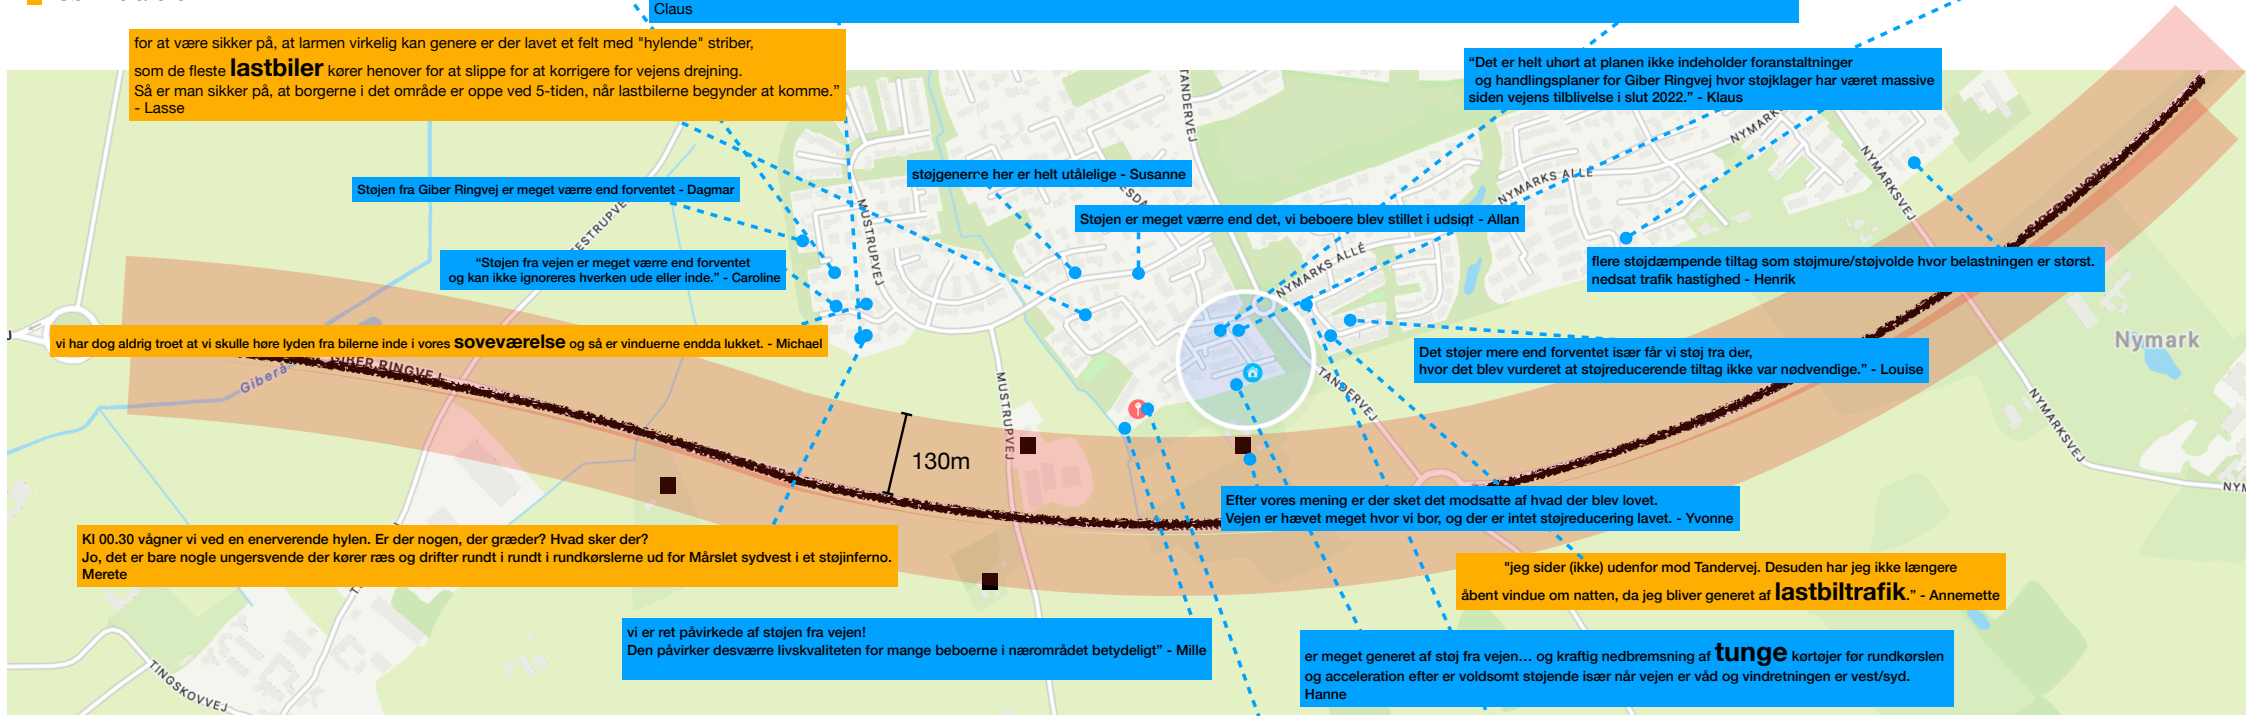 Claus
for at være sikker på, at larmen virkelig kan genere er der lavet et felt med "hylende" striber,
som de fleste lastbiler kører henover for at slippe for at korrigere for vejens drejning.
Så er man sikker på, at borgerne i det område er oppe ved 5-tiden, når lastbilerne begynder at komme.”
- Lasse
“Det er helt uhørt at planen ikke indeholder foranstaltninger
og handlingsplaner for Giber Ringvej hvor støjklager har været massive
siden vejens tilblivelse i slut 2022.” - Klaus
TANDERVEJ
NYMARKS
NYMARKSVEJ
støjgenerne her er helt utålelige - Susanne
Støjen fra Giber Ringvej er meget værre end forventet - Dagmar
NYMARKS ALLÉ
MUSTRUPVEJ
Støjen er meget værre end det, vi beboere blev stillet i udsigt - Allan
“Støjen fra vejen er meget værre end forventet
og kan ikke ignoreres hverken ude eller inde.” - Caroline
NYMARKS ALLÉ
flere støjdæmpende tiltag som støjmure/støjvolde hvor belastningen er størst.
nedsat trafik hastighed - Henrik
vi har dog aldrig troet at vi skulle høre lyden fra bilerne inde i vores soveværelse og så er vinduerne endda lukket. - Michael
Nymark
Det støjer mere end forventet især får vi støj fra der,
hvor det blev vurderet at støjreducerende tiltag ikke var nødvendige.” - Louise
GIBER RINGVEJ
Giberå
MUSTRUPVEJ
TANDERVEJ
NYMARKSVEJ
130m
Efter vores mening er der sket det modsatte af hvad der blev lovet.
Vejen er hævet meget hvor vi bor, og der er intet støjreducering lavet. - Yvonne
Kl 00.30 vågner vi ved en enerverende hylen. Er der nogen, der græder? Hvad sker der?
Jo, det er bare nogle ungersvende der kører ræs og drifter rundt i rundt i rundkørslerne ud for Mårslet sydvest i et støjinferno.
Merete
"jeg sider (ikke) udenfor mod Tandervej. Desuden har jeg ikke længere
åbent vindue om natten, da jeg bliver generet af lastbiltrafik.” - Annemette
vi er ret påvirkede af støjen fra vejen!
Den påvirker desværre livskvaliteten for mange beboerne i nærområdet betydeligt” - Mille
er meget generet af støj fra vejen... og kraftig nedbremsning af tunge kørtøjer før rundkørslen
og acceleration efter er voldsomt støjende især når vejen er våd og vindretningen er vest/syd.
Hanne
TINGSKOVVEJ